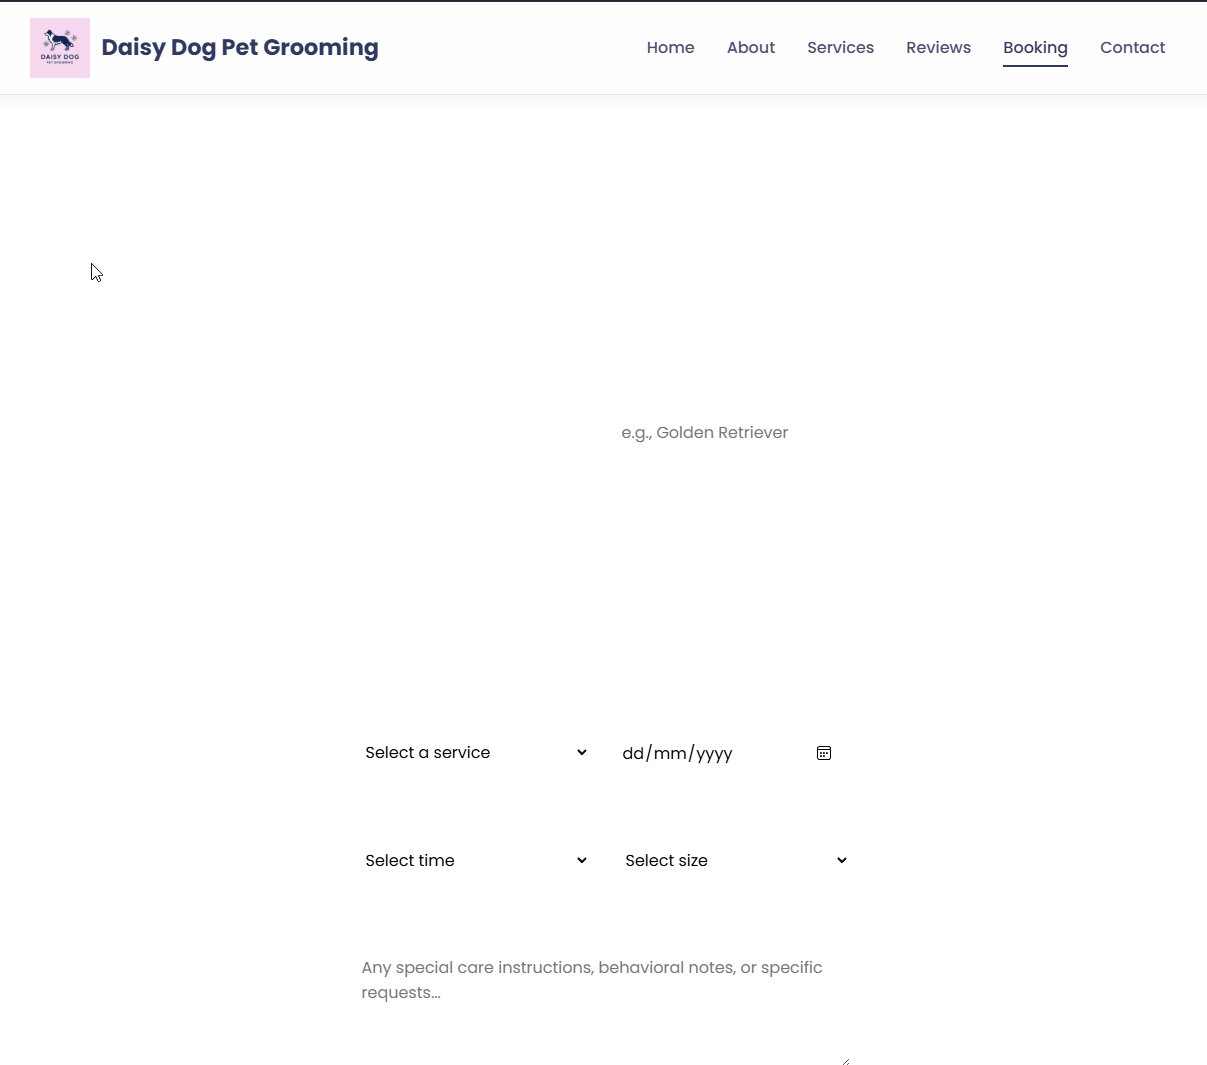 DAISY DOG
PET GROOMING
Daisy Dog Pet Grooming
Home About Services Reviews Booking Contact
e.g., Golden Retriever
Select a service dd/mm/yyyy
Select time Select size
Any special care instructions, behavioral notes, or specific
requests...